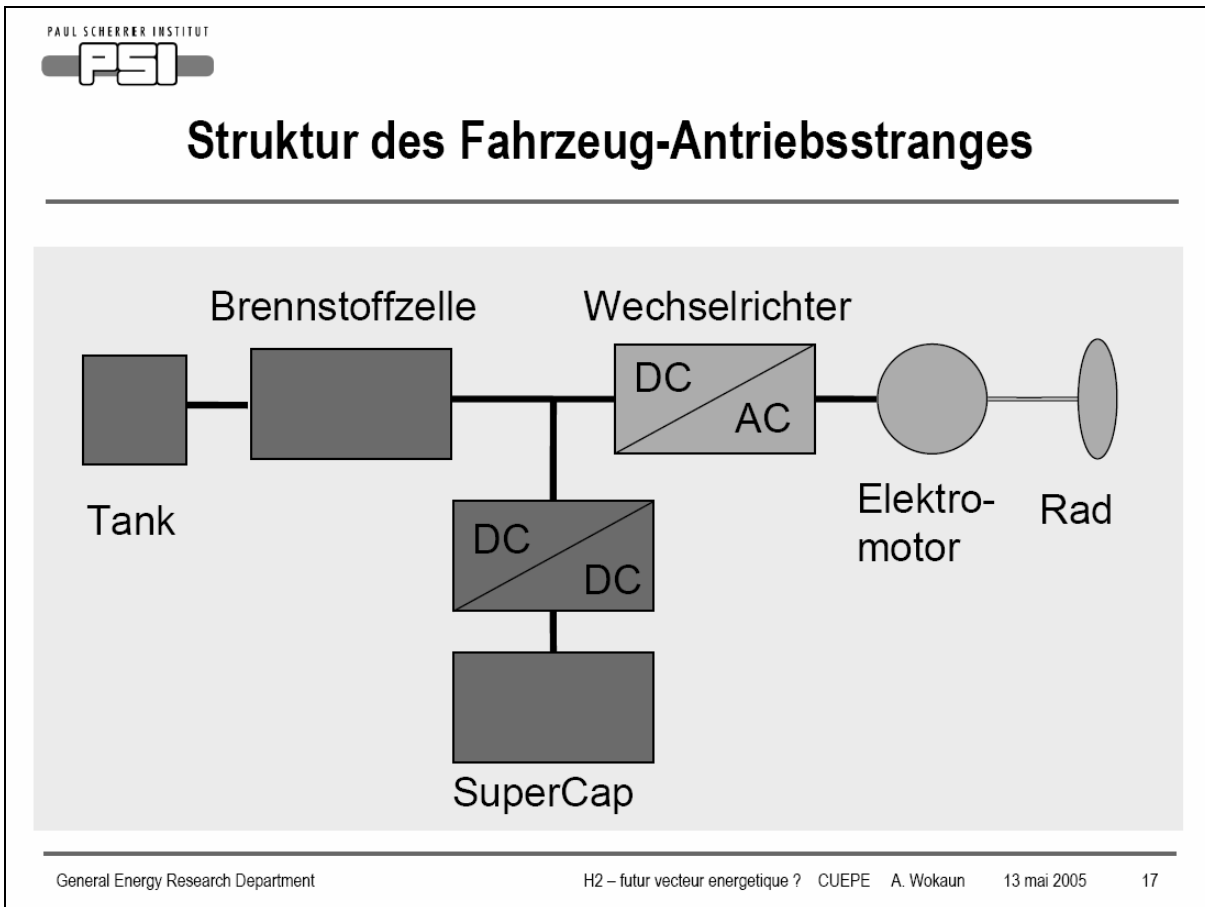 PAUL SCHERRER INSTITUT
PSI
Struktur des Fahrzeug-Antriebsstranges
Brennstoffzelle
Wechselrichter
DC
AC
Tank
DC
DC
Elektro-
motor
Rad
SuperCap
General Energy Research Department H2 – futur vecteur energetique ? CUEPE A. Wokaun 13 mai 2005 17